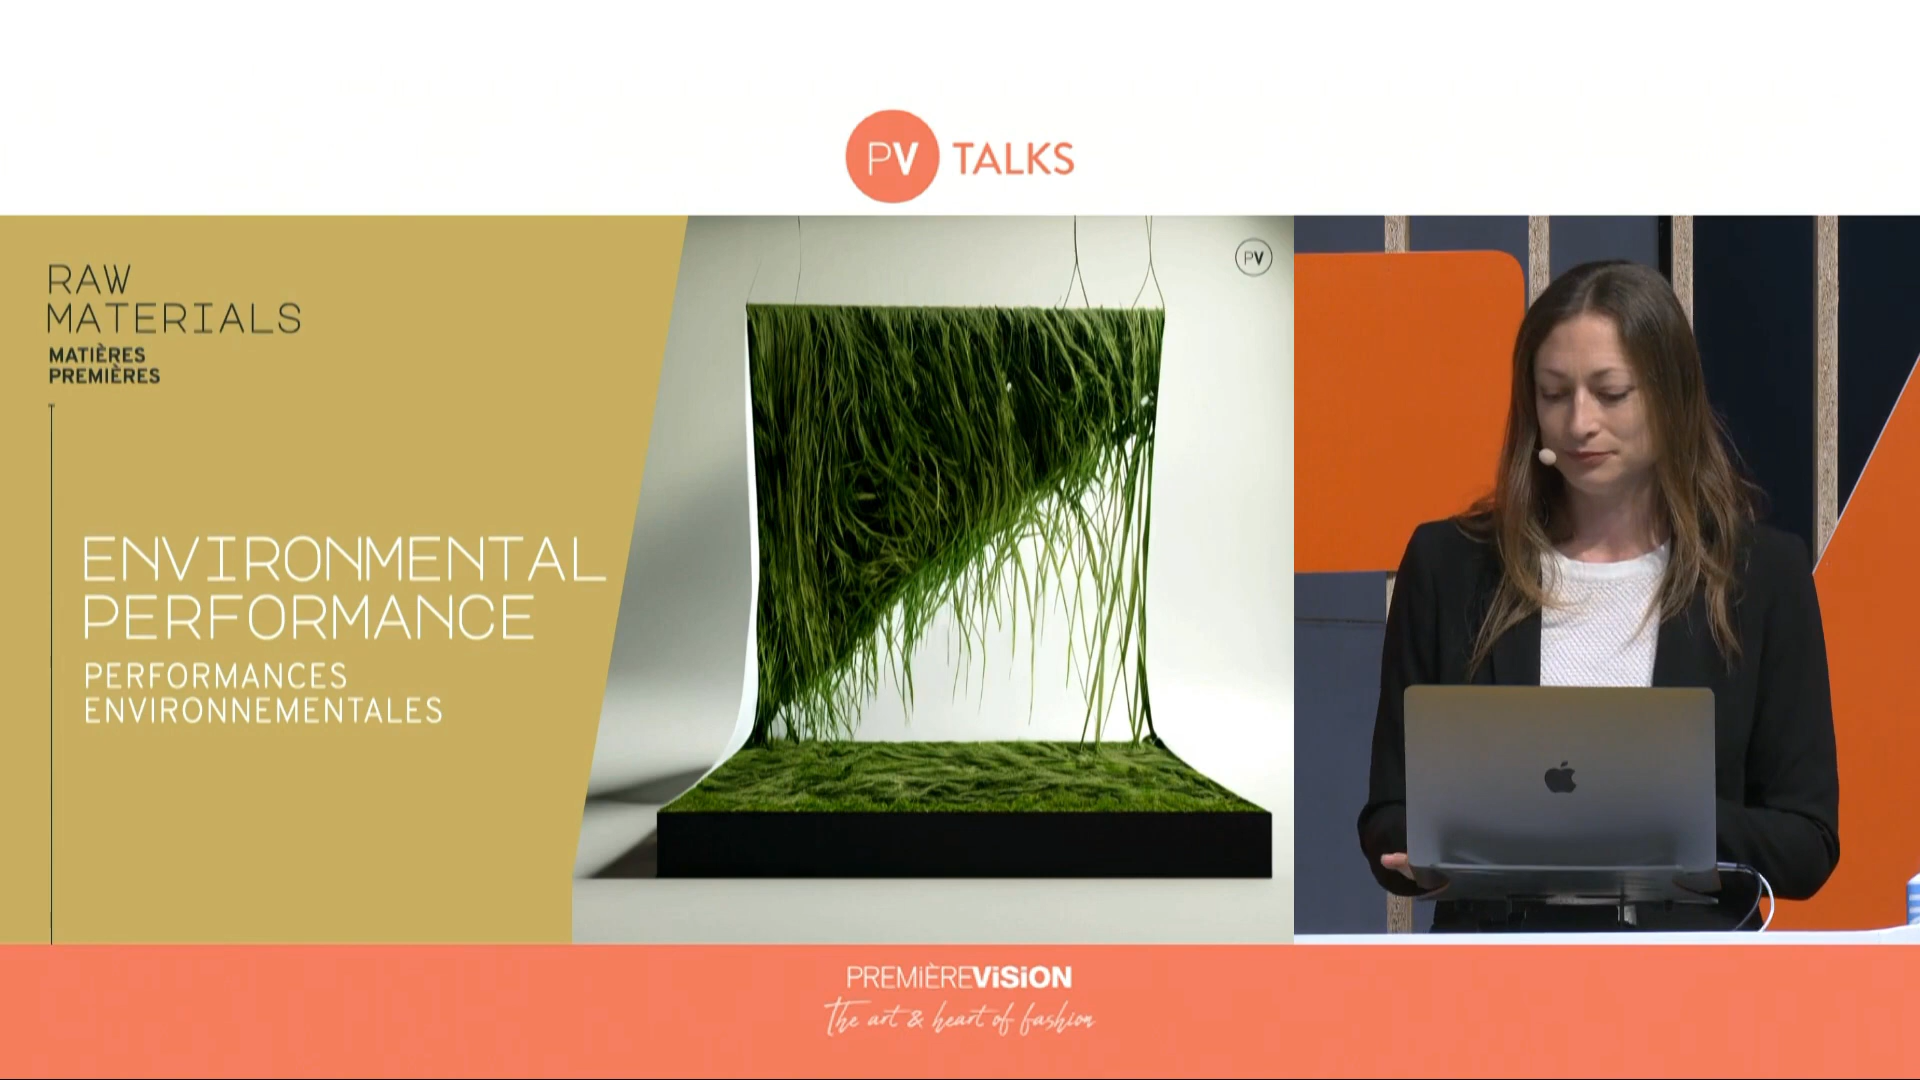 PV TALKS
RAW
MATERIALS
MATIÈRES
PREMIÈRES
ENVIRONMENTAL
PERFORMANCE
PERFORMANCES
ENVIRONNEMENTALES
PV
PREMIÈREVISION
The art & heart of fashion